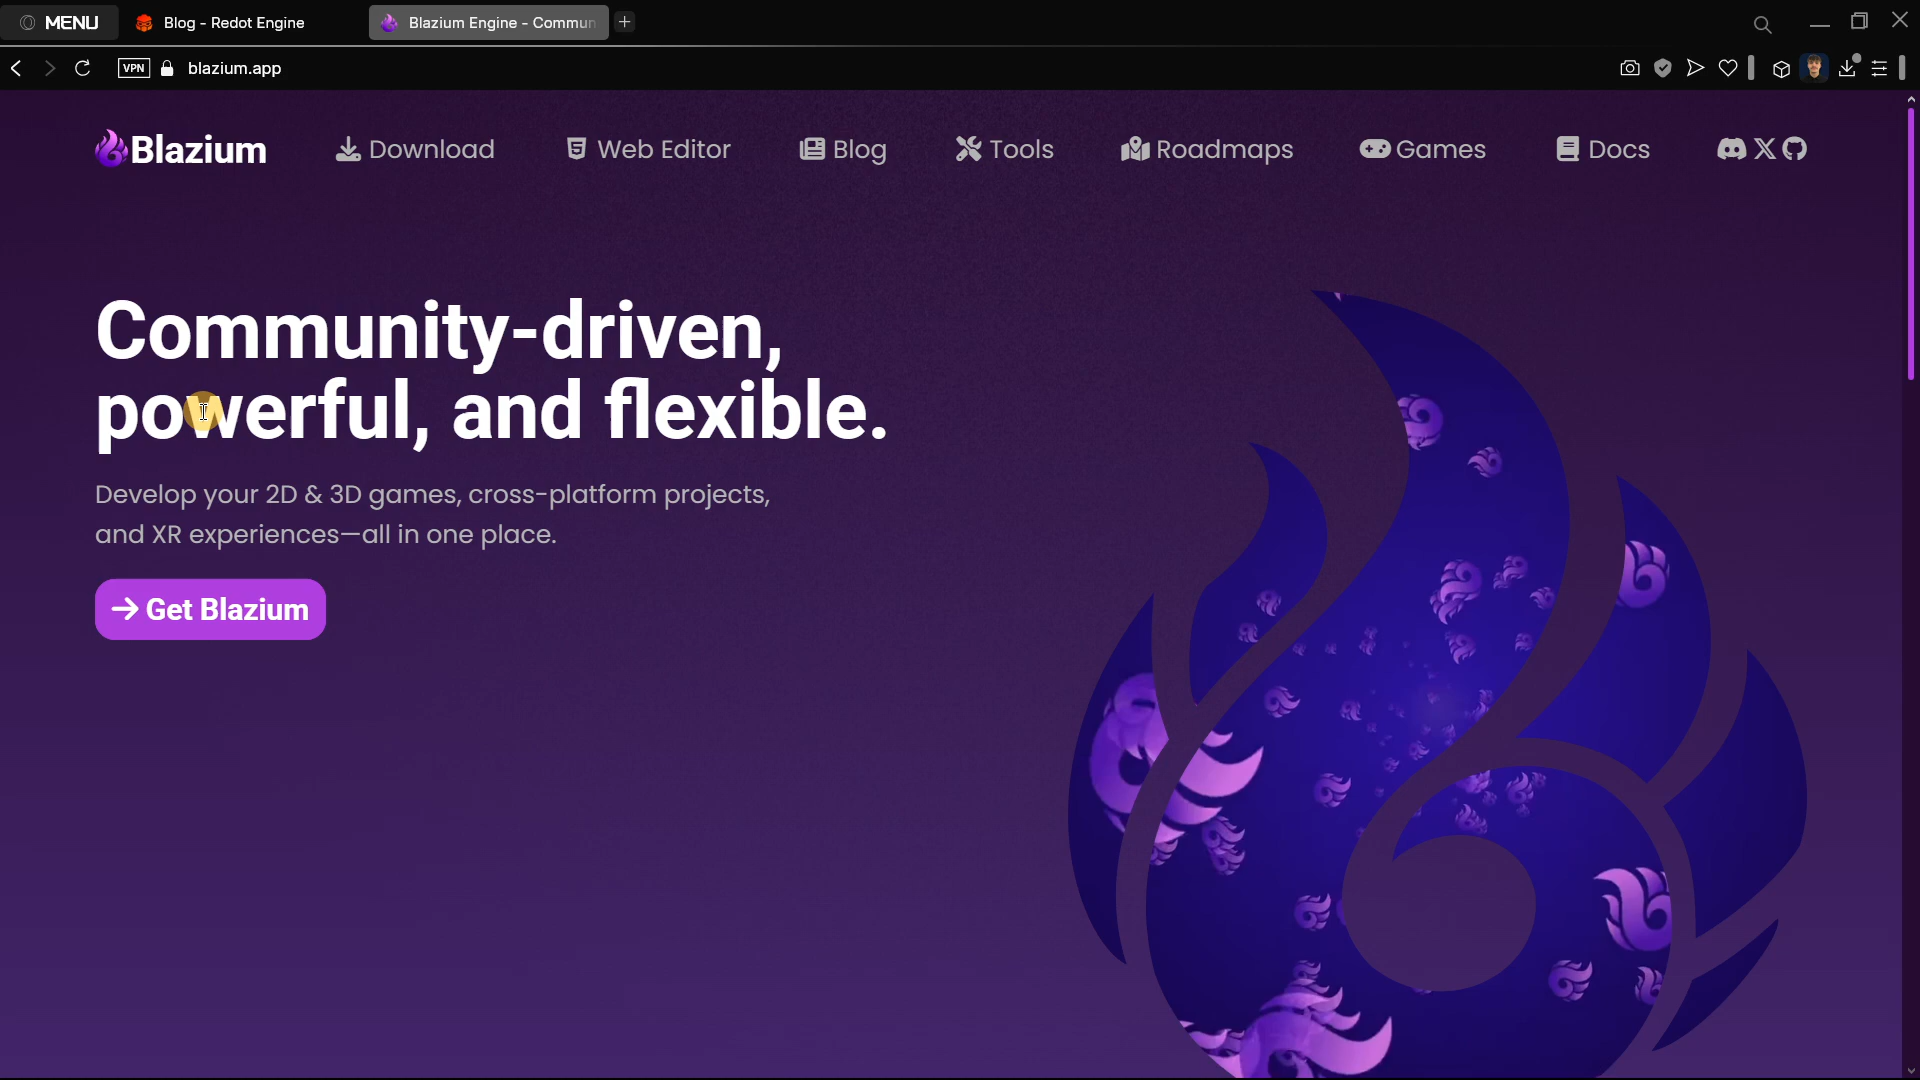 MENU
Blog - Redot Engine
Blazium Engine - Commun
VPN
blazium.app
Blazium
Download
Web Editor
Blog
Tools
Roadmaps
Games
Docs
Community-driven,
powerful, and flexible.
Develop your 2D & 3D games, cross-platform projects,
and XR experiences—all in one place.
Get Blazium